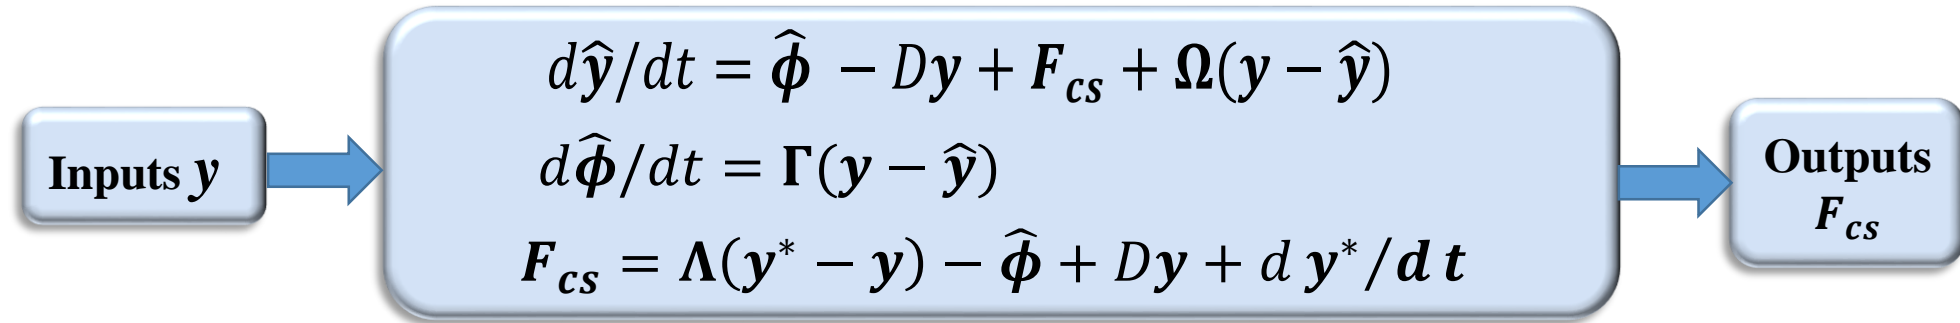 Inputs y
dŷ/dt = ϕ̂ − Dy + F_cs + Ω(y − ŷ)
dϕ̂/dt = Γ(y − ŷ)
F_cs = Λ(y* − y) − ϕ̂ + Dy + d y*/d t
Outputs
F_cs